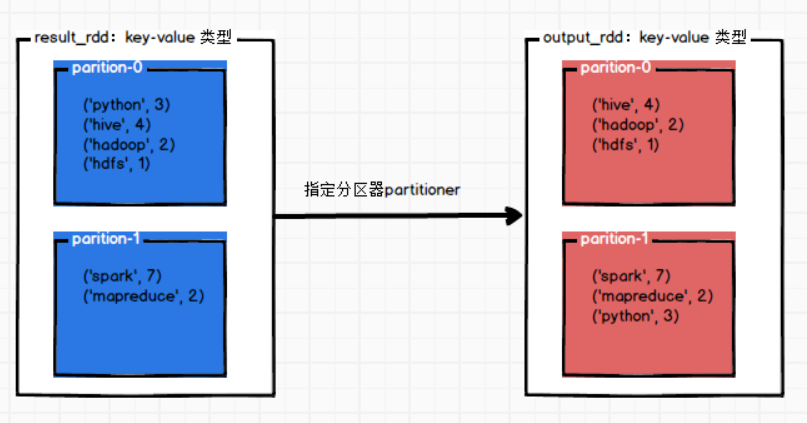 result_rdd：key-value 类型
parition-0
('python', 3)
('hive', 4)
('hadoop', 2)
('hdfs', 1)
parition-1
('spark', 7)
('mapreduce', 2)
指定分区器partitioner
output_rdd：key-value 类型
parition-0
('hive', 4)
('hadoop', 2)
('hdfs', 1)
parition-1
('spark', 7)
('mapreduce', 2)
('python', 3)